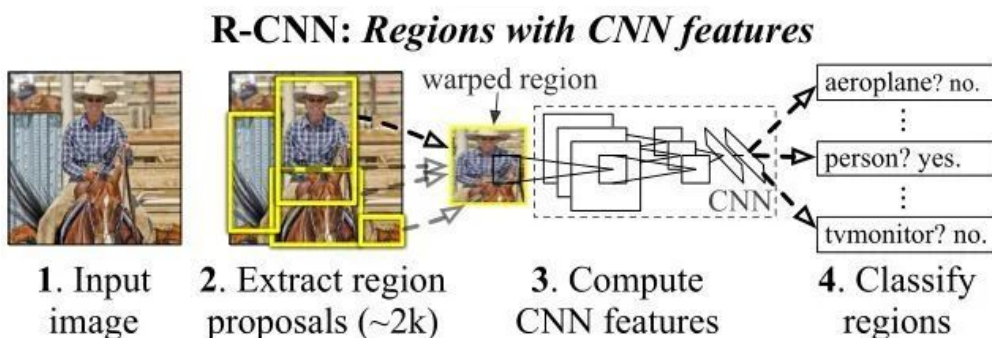 R-CNN: Regions with CNN features
warped region
aeroplane? no.
person? yes.
tvmonitor? no.
CNN
1. Input
image
2. Extract region
proposals (~2k)
3. Compute
CNN features
4. Classify
regions